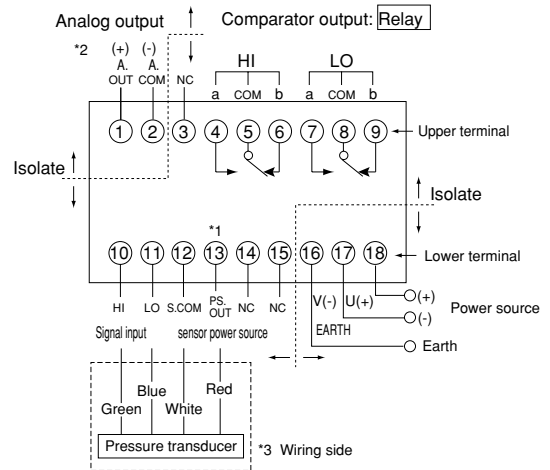 Analog output
Comparator output: Relay
*2
(+) (-)
A. A.
OUT COM NC
HI LO
a COM b a COM b
1 2 3 4 5 6 7 8 9
Upper terminal
Isolate
Isolate
*1
10 11 12 13 14 15 16 17 18
Lower terminal
HI LO S.COM PS. OUT NC NC
V(-) U(+)
(+)
Power source
(-)
EARTH
Earth
Signal input sensor power source
Blue Red
Green White
Pressure transducer
*3 Wiring side